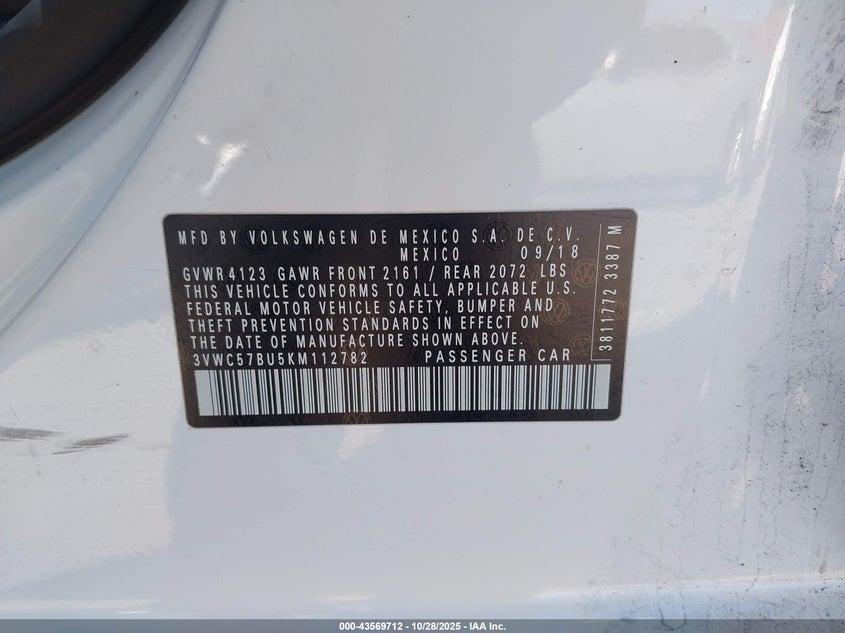 MFD BY VOLKSWAGEN DE MEXICO S.A. DE C.V.
MEXICO 09/18
GVWR 4123 GAWR FRONT 2161 / REAR 2072 LBS
THIS VEHICLE CONFORMS TO ALL APPLICABLE U.S.
FEDERAL MOTOR VEHICLE SAFETY, BUMPER AND
THEFT PREVENTION STANDARDS IN EFFECT ON
THE DATE OF MANUFACTURE SHOWN ABOVE.
3VWC57BU5KM112782 PASSENGER CAR
3811772 3387 M
000-43569712 - 10/28/2025 - IAA Inc.